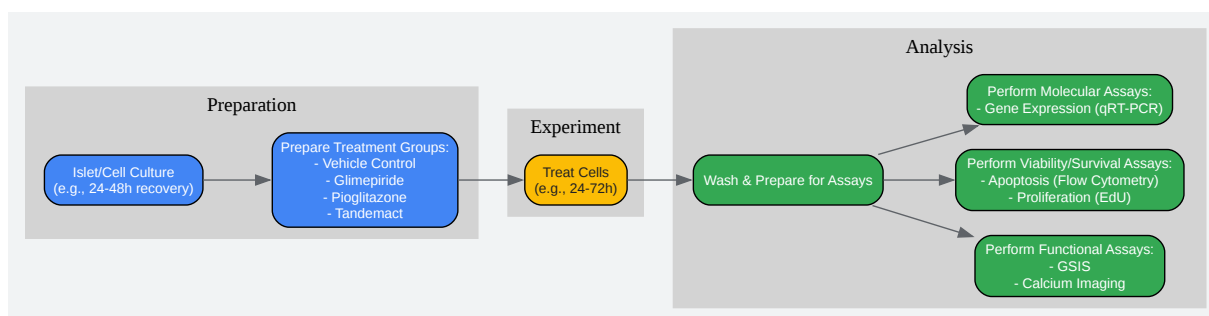 Preparation
Islet/Cell Culture
(e.g., 24-48h recovery)
Prepare Treatment Groups:
- Vehicle Control
- Glimepiride
- Pioglitazone
- Tandemact
Experiment
Treat Cells
(e.g., 24-72h)
Analysis
Wash & Prepare for Assays
Perform Molecular Assays:
- Gene Expression (qRT-PCR)
Perform Viability/Survival Assays:
- Apoptosis (Flow Cytometry)
- Proliferation (EdU)
Perform Functional Assays:
- GSIS
- Calcium Imaging